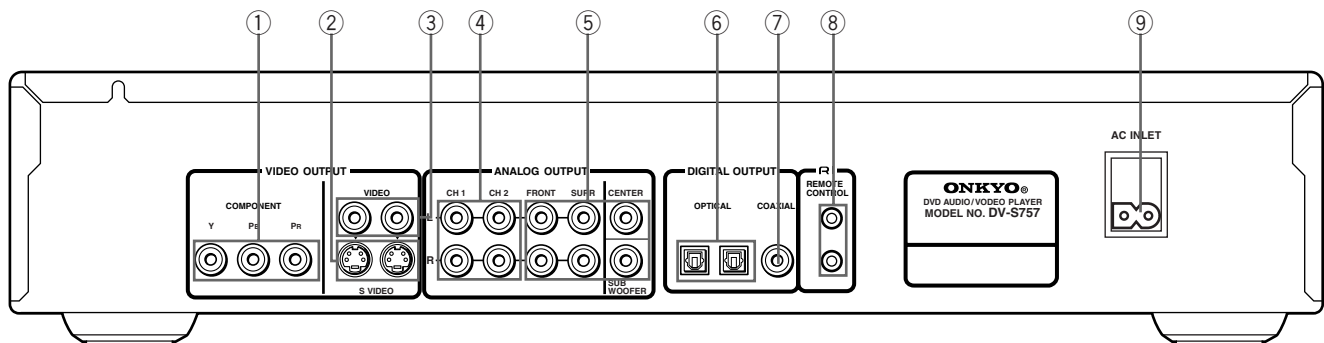 ① ② ③ ④ ⑤ ⑥ ⑦ ⑧ ⑨
VIDEO OUTPUT
COMPONENT
Y PB PR
VIDEO
S VIDEO
ANALOG OUTPUT
CH 1 CH 2 FRONT SURR CENTER
L
R
SUB
WOOFER
DIGITAL OUTPUT
OPTICAL COAXIAL
REMOTE
CONTROL
ONKYO®
DVD AUDIO/VODEO PLAYER
MODEL NO. DV-S757
AC INLET